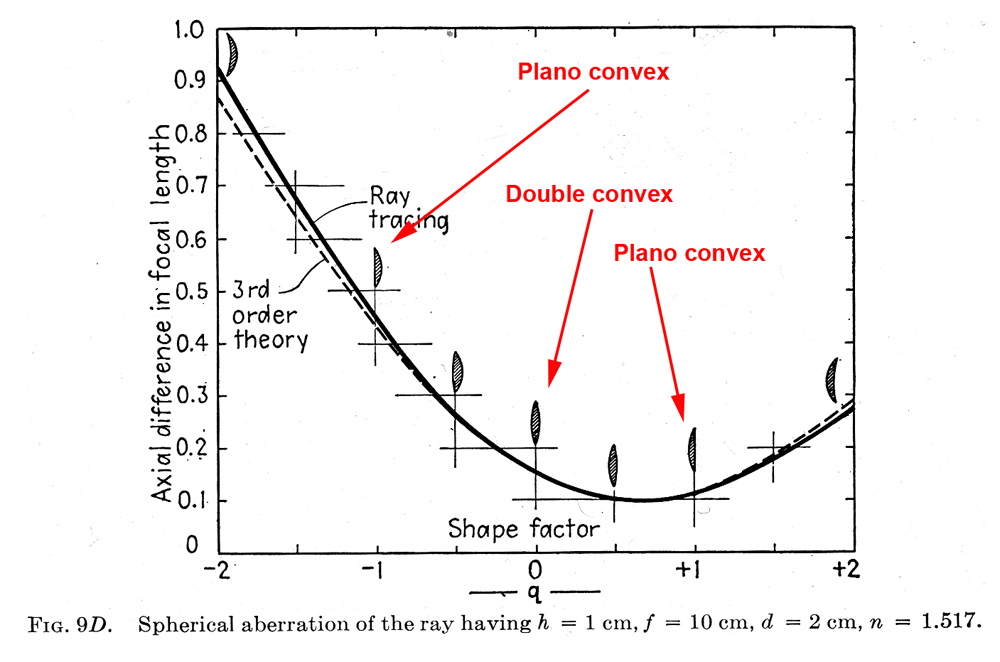 1.0
Plano convex
0.9
0.8
Double convex
0.7
Ray
tracing
0.6
Plano convex
0.5
3rd
order
theory
0.4
0.3
0.2
0.1
Shape factor
0
Axial difference in focal length
-2
-1
0
+1
+2
q
FIG. 9D. Spherical aberration of the ray having h = 1 cm, f = 10 cm, d = 2 cm, n = 1.517.